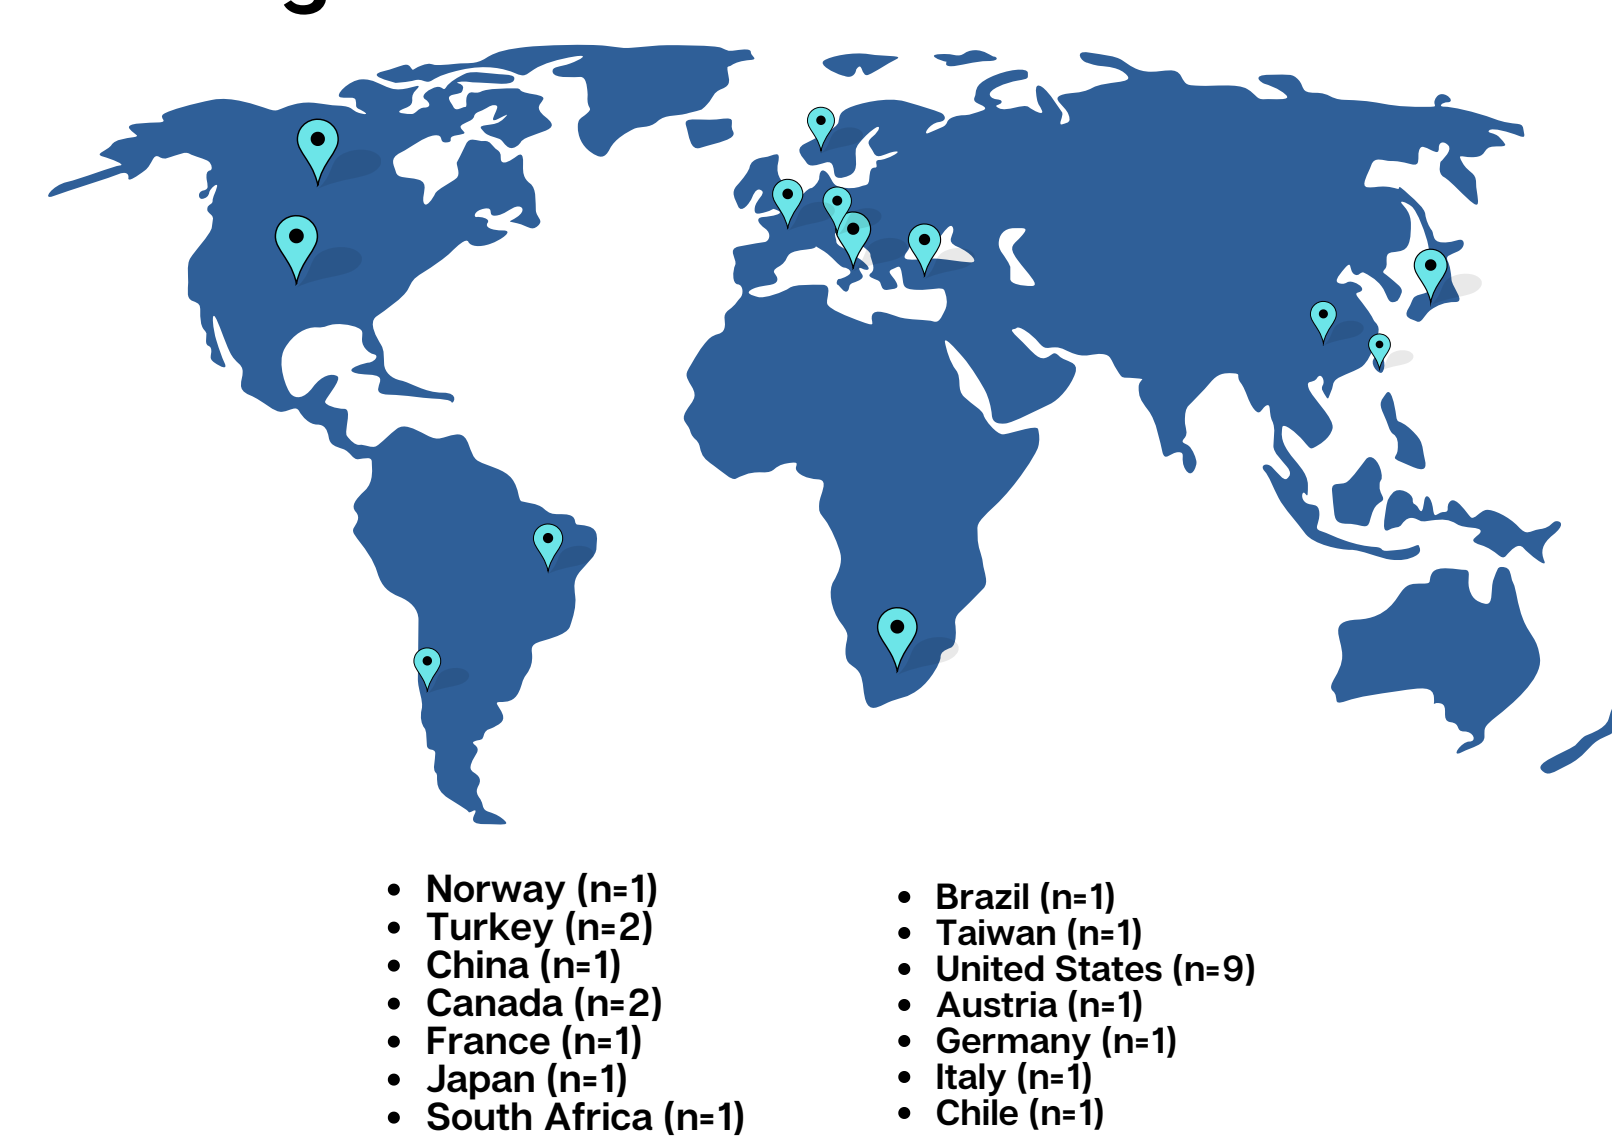 Norway (n=1)
Turkey (n=2)
China (n=1)
Canada (n=2)
France (n=1)
Japan (n=1)
South Africa (n=1)
Brazil (n=1)
Taiwan (n=1)
United States (n=9)
Austria (n=1)
Germany (n=1)
Italy (n=1)
Chile (n=1)